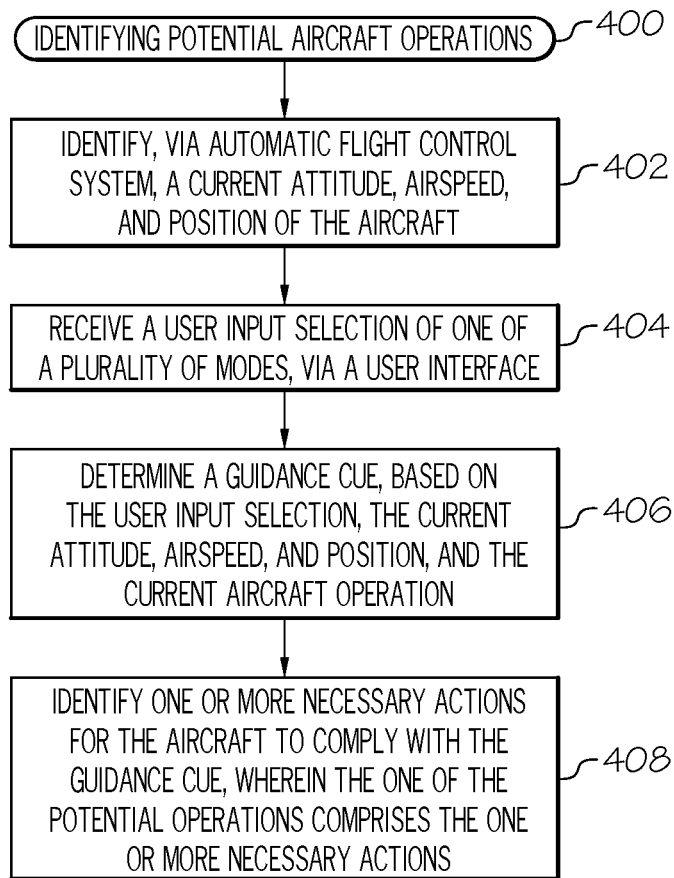 IDENTIFYING POTENTIAL AIRCRAFT OPERATIONS
400
IDENTIFY, VIA AUTOMATIC FLIGHT CONTROL
SYSTEM, A CURRENT ATTITUDE, AIRSPEED,
AND POSITION OF THE AIRCRAFT
402
RECEIVE A USER INPUT SELECTION OF ONE OF
A PLURALITY OF MODES, VIA A USER INTERFACE
404
DETERMINE A GUIDANCE CUE, BASED ON
THE USER INPUT SELECTION, THE CURRENT
ATTITUDE, AIRSPEED, AND POSITION, AND THE
CURRENT AIRCRAFT OPERATION
406
IDENTIFY ONE OR MORE NECESSARY ACTIONS
FOR THE AIRCRAFT TO COMPLY WITH THE
GUIDANCE CUE, WHEREIN THE ONE OF THE
POTENTIAL OPERATIONS COMPRISES THE ONE
OR MORE NECESSARY ACTIONS
408